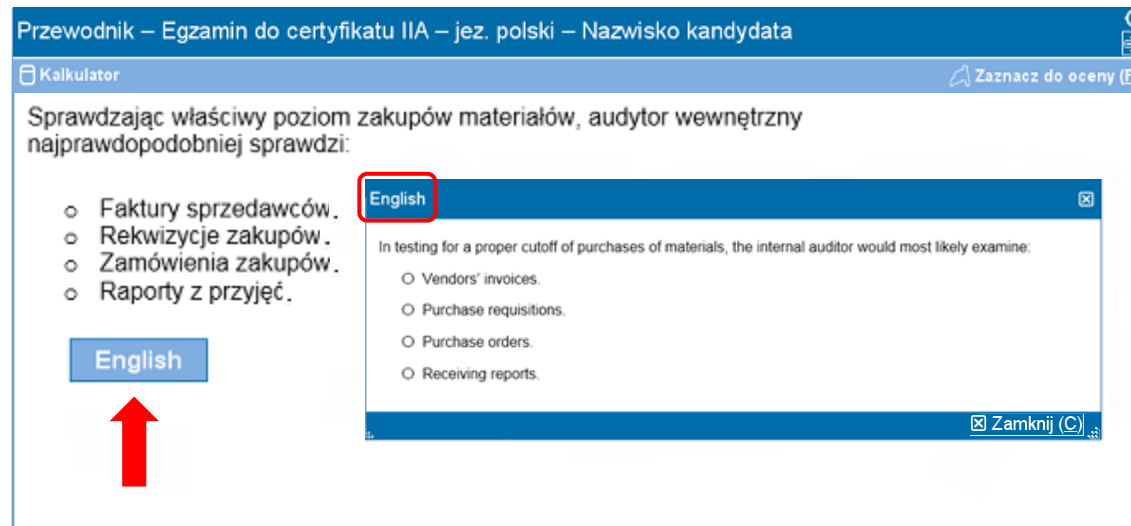 Przewodnik – Egzamin do certyfikatu IIA – jez. polski – Nazwisko kandydata
Kalkulator
Zaznacz do oceny (F
Sprawdzając właściwy poziom zakupów materiałów, audytor wewnętrzny
najprawdopodobniej sprawdzi:
o Faktury sprzedawców.
o Rekwizycje zakupów.
o Zamówienia zakupów.
o Raporty z przyjęć.
English
English
In testing for a proper cutoff of purchases of materials, the internal auditor would most likely examine:
Vendors' invoices.
Purchase requisitions.
Purchase orders.
Receiving reports.
Zamknij (C)